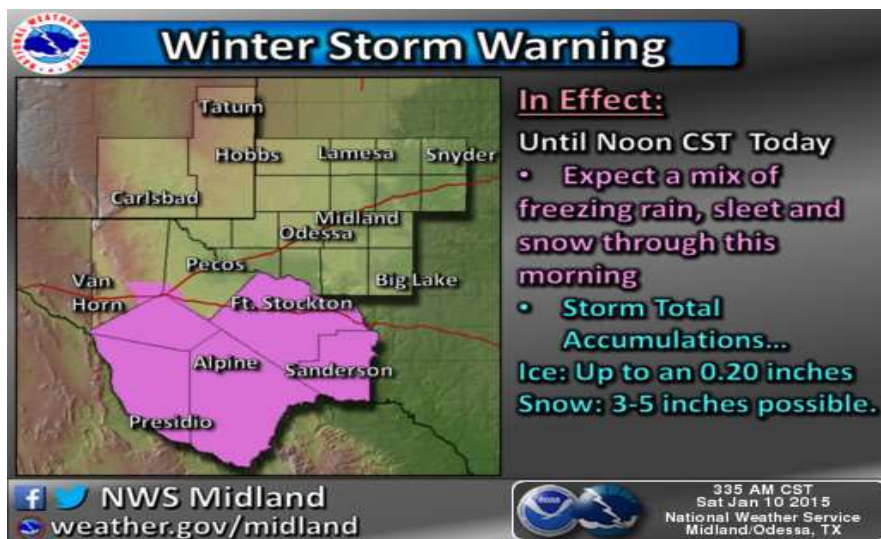 Winter Storm Warning
Tatum
Hobbs
Lamesa
Snyder
Carlsbad
Midland
Odessa
Pecos
Van
Horn
Big Lake
Ft. Stockton
Alpine
Sanderson
Presidio
In Effect:
Until Noon CST Today
• Expect a mix of
freezing rain, sleet and
snow through this
morning
• Storm Total
Accumulations...
Ice: Up to an 0.20 inches
Snow: 3-5 inches possible.
NWS Midland
weather.gov/midland
335 AM CST
Sat Jan 10 2015
National Weather Service
Midland/Odessa, TX